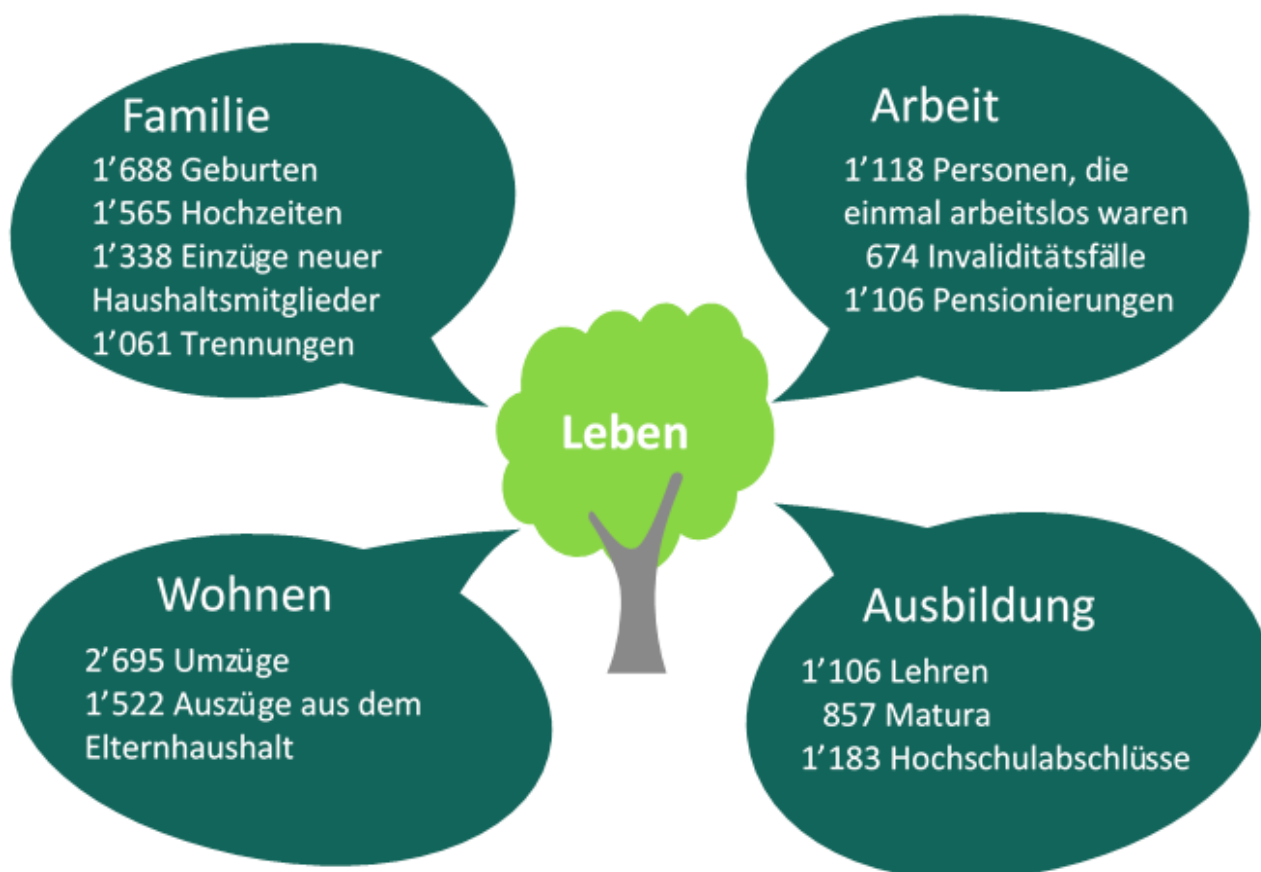 Familie
1’688 Geburten
1’565 Hochzeiten
1’338 Einzüge neuer
Haushaltsmitglieder
1’061 Trennungen
Arbeit
1’118 Personen, die
einmal arbeitslos waren
674 Invaliditätsfälle
1’106 Pensionierungen
Leben
Wohnen
2’695 Umzüge
1’522 Auszüge aus dem
Elternhaushalt
Ausbildung
1’106 Lehren
857 Matura
1’183 Hochschulabschlüsse